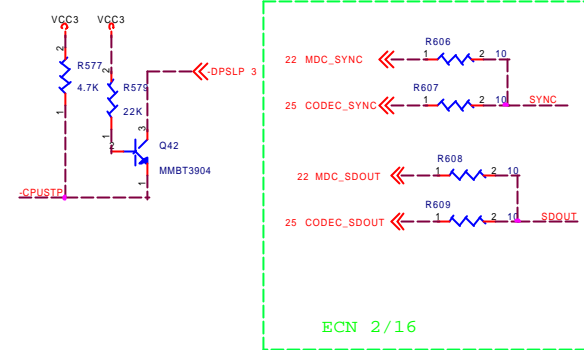 VCC3 VCC3
2
R577
4.7K
1
2
R579
22K
1
-DPSLP 3
3
2
Q42
MMBT3904
1
-CPUSTP
R606
22 MDC_SYNC
1 2 10
R607
25 CODEC_SYNC
1 2 10
SYNC
R608
22 MDC_SDOUT
1 2 10
R609
25 CODEC_SDOUT
1 2 10
SDOUT
ECN 2/16